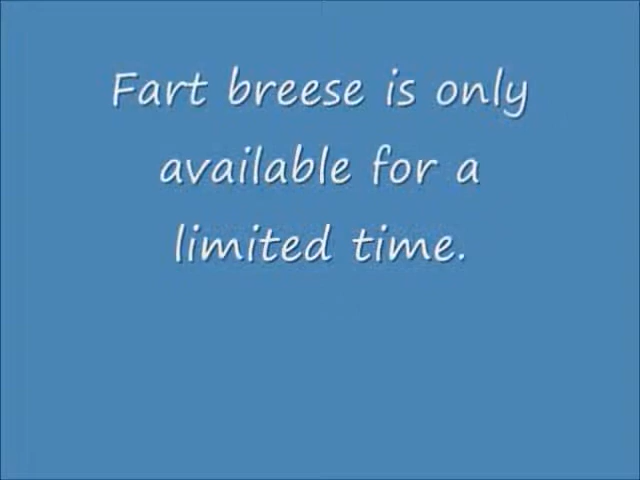 Fart breese is only
available for a
limited time.